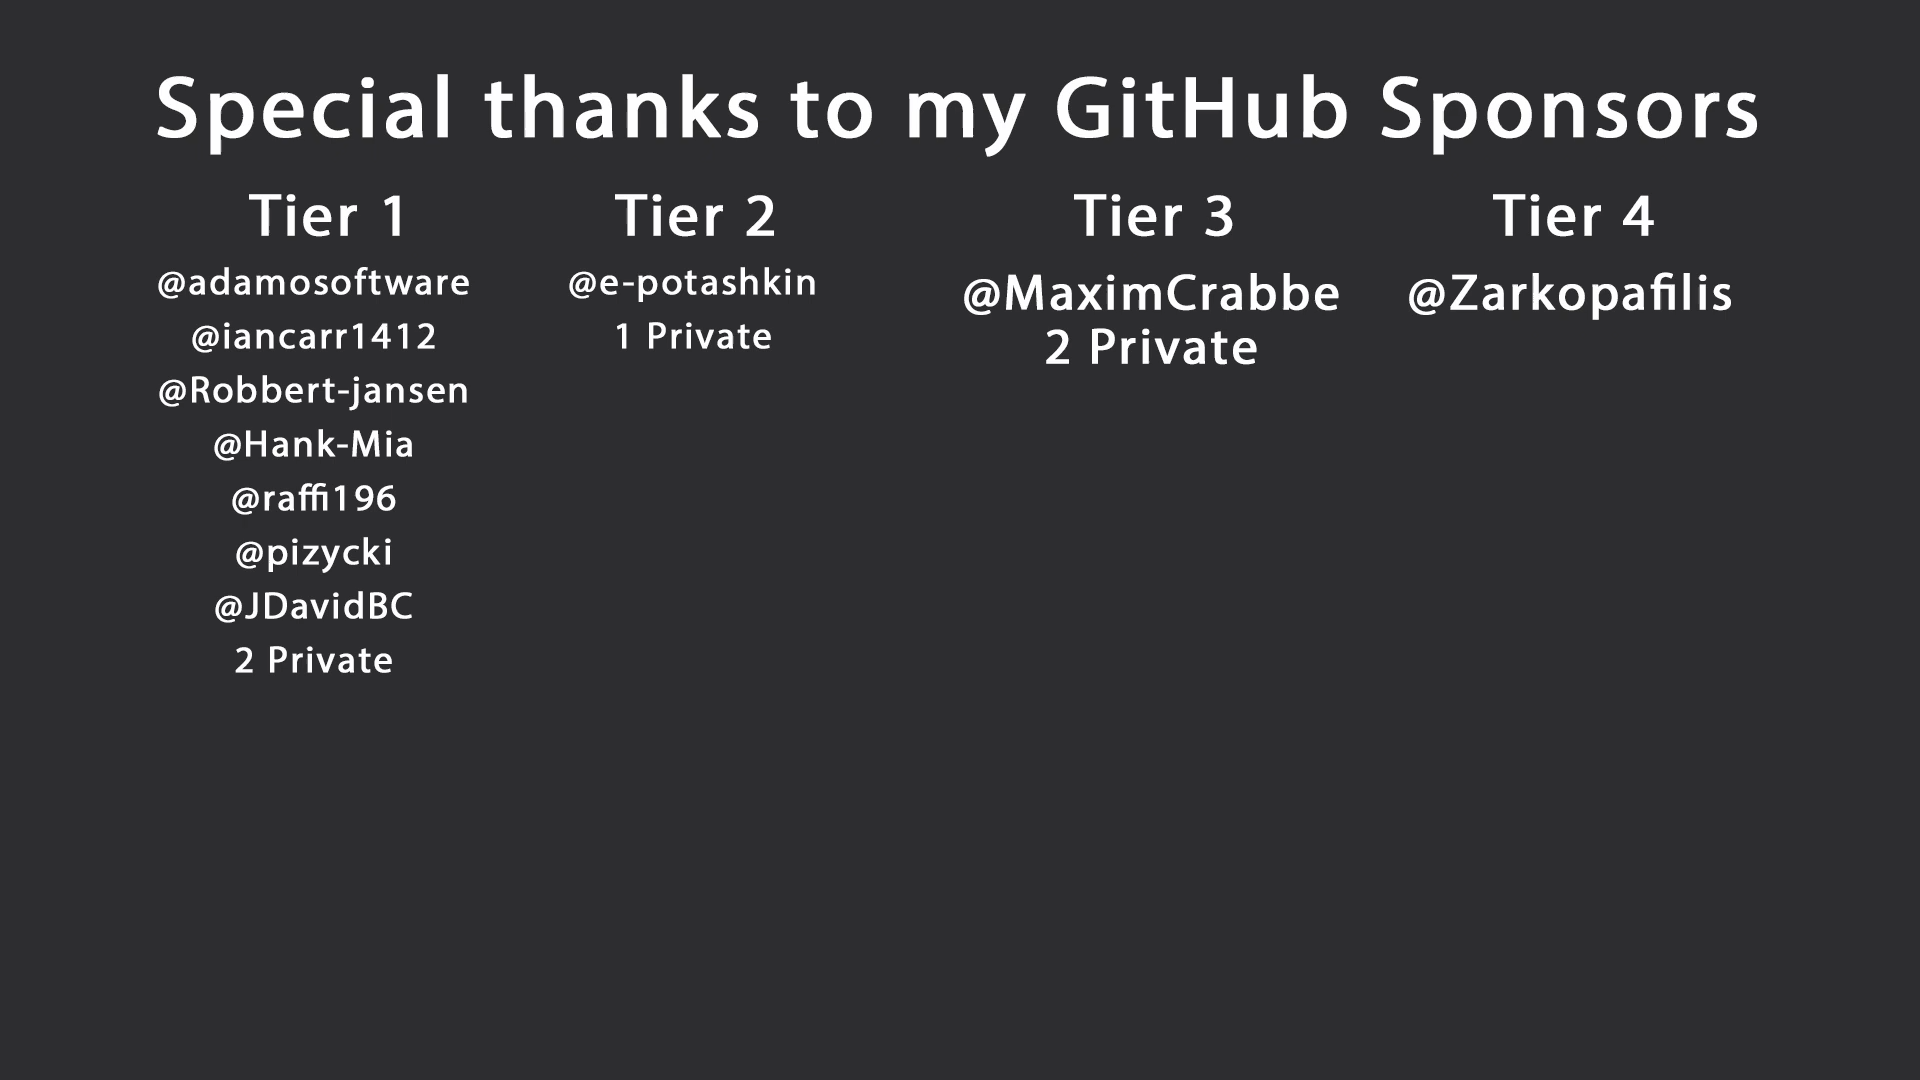 Special thanks to my GitHub Sponsors
Tier 1
@adamosoftware
@iancarr1412
@Robbert-jansen
@Hank-Mia
@raffi196
@pizycki
@JDavidBC
2 Private
Tier 2
@e-potashkin
1 Private
Tier 3
@MaximCrabbe
2 Private
Tier 4
@Zarkopafilis